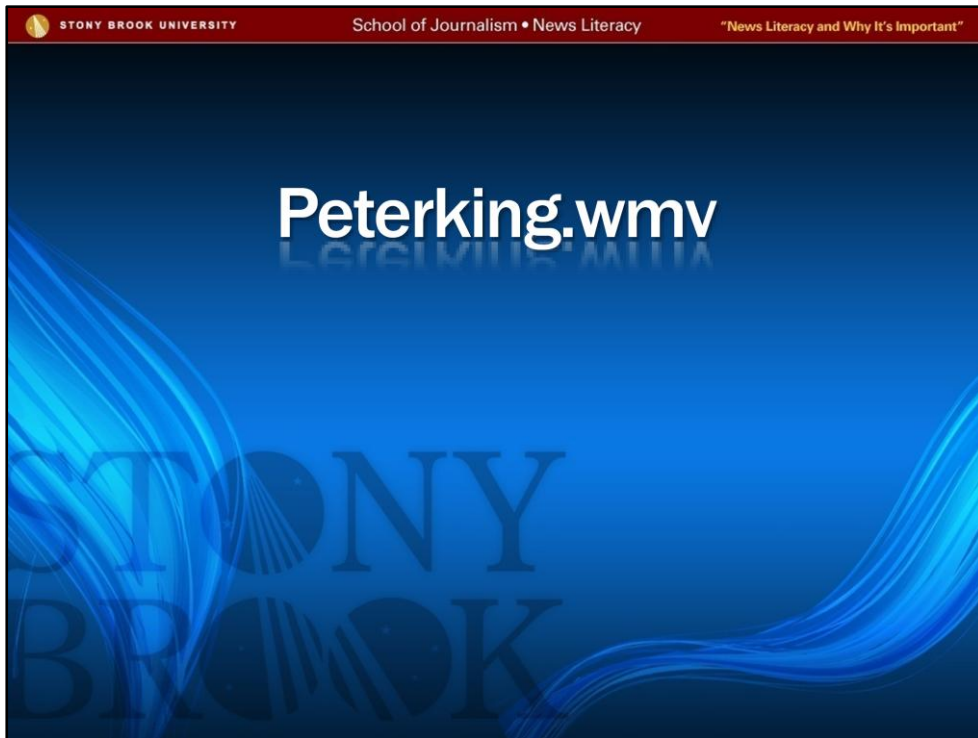 STONY BROOK UNIVERSITY
School of Journalism • News Literacy
"News Literacy and Why It's Important"
Peterking.wmv
STONY
BROOK